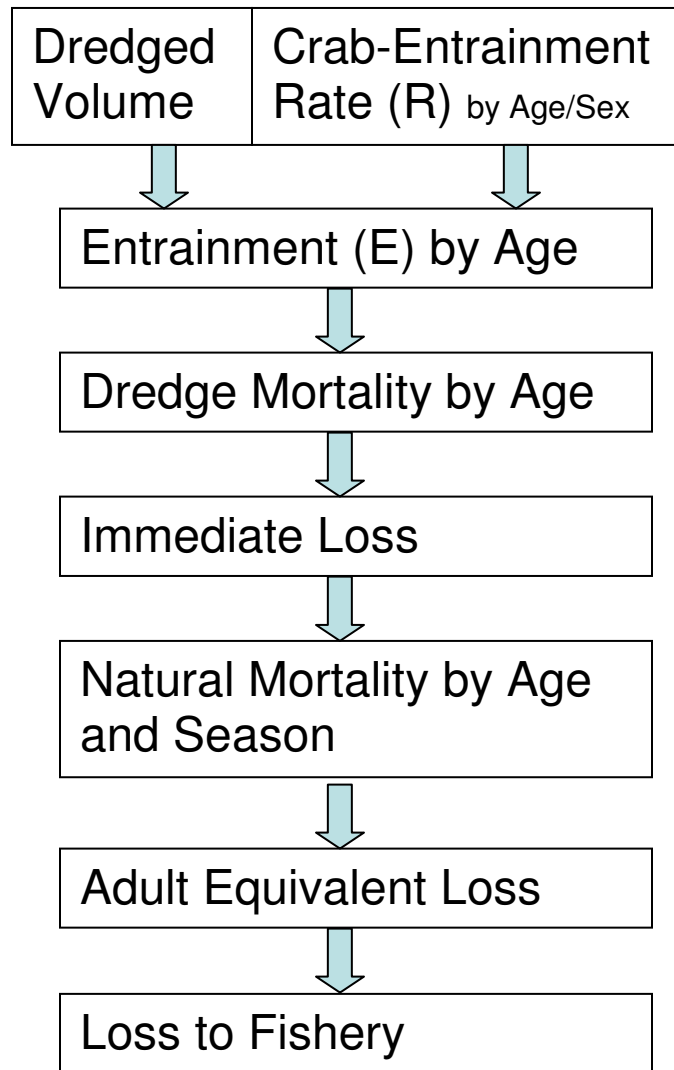 Dredged
Volume
Crab-Entrainment
Rate (R) by Age/Sex
Entrainment (E) by Age
Dredge Mortality by Age
Immediate Loss
Natural Mortality by Age
and Season
Adult Equivalent Loss
Loss to Fishery